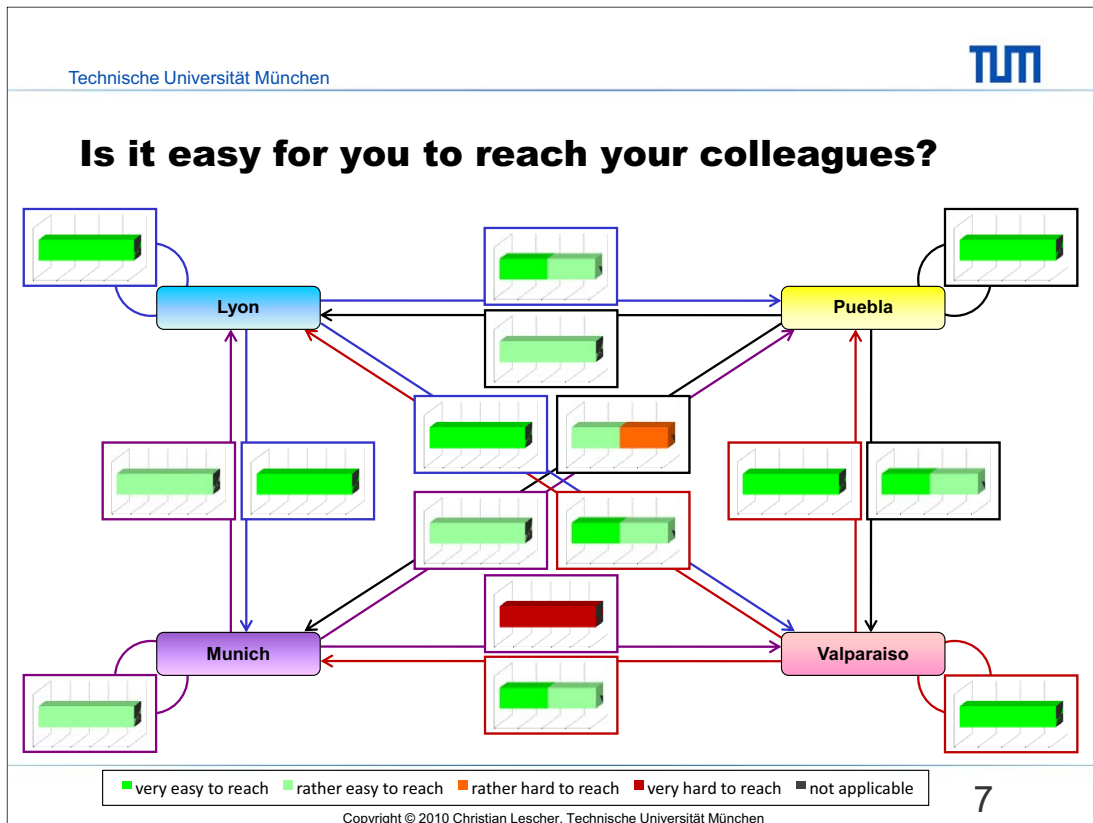 Technische Universität München
TUM
Is it easy for you to reach your colleagues?
Lyon
Puebla
Munich
Valparaiso
very easy to reach rather easy to reach rather hard to reach very hard to reach not applicable
7
Copyright © 2010 Christian Lescher, Technische Universität München